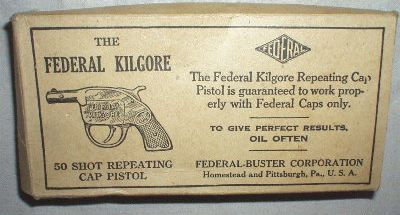 THE
FEDERAL KILGORE
FEDERAL
KILGORE
50 SHOT REPEATING
CAP PISTOL
FEDERAL
The Federal Kilgore Repeating Cap
Pistol is guaranteed to work prop-
erly with Federal Caps only.
TO GIVE PERFECT RESULTS,
OIL OFTEN
FEDERAL-BUSTER CORPORATION
Homestead and Pittsburgh, Pa., U. S. A.